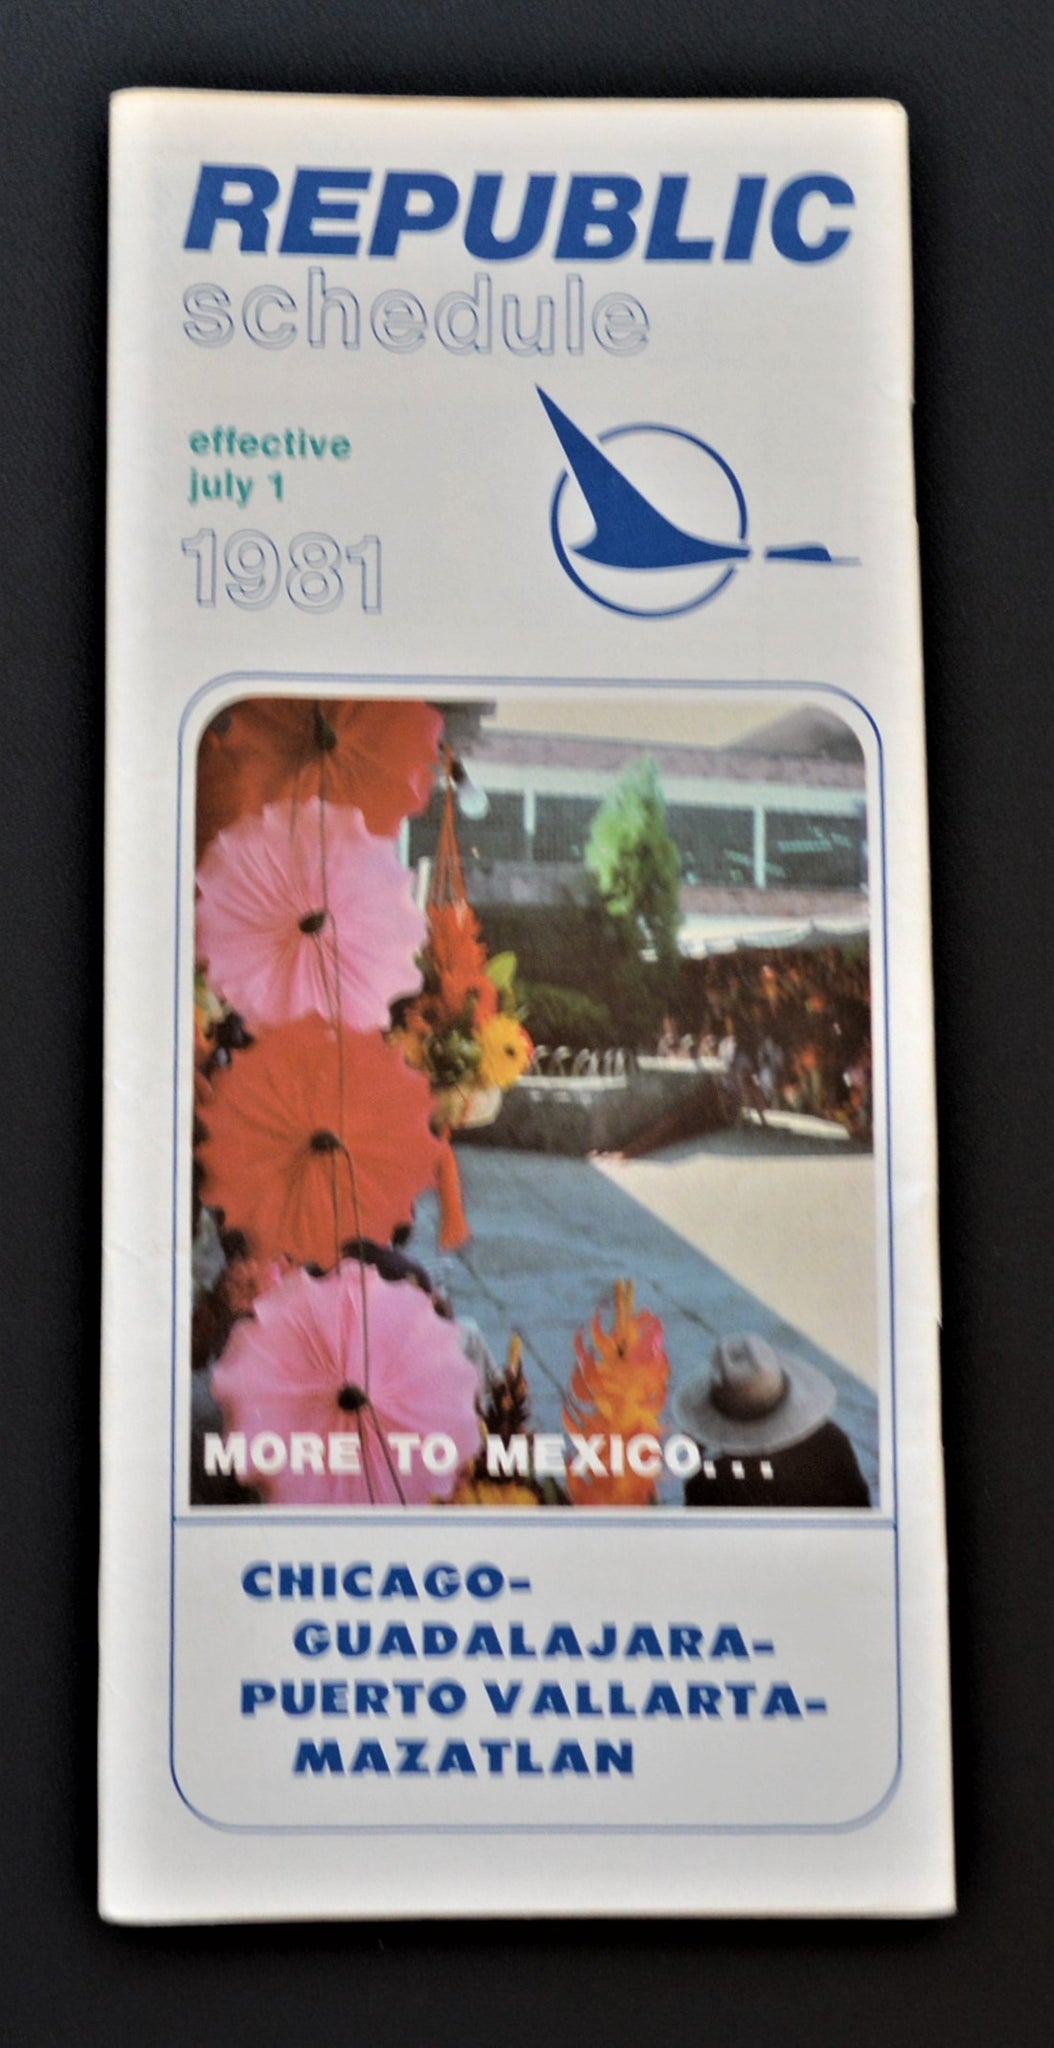 REPUBLIC
schedule
effective
july 1
1981
MORE TO MEXICO...
CHICAGO-
GUADALAJARA-
PUERTO VALLARTA-
MAZATLAN